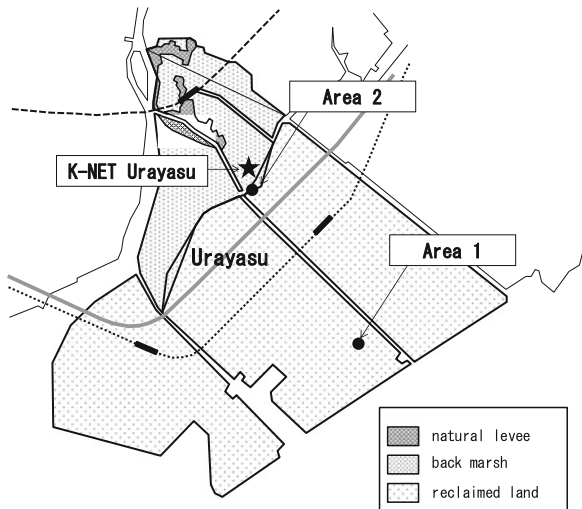 Area 2
K-NET Urayasu
Urayasu
Area 1
natural levee
back marsh
reclaimed land